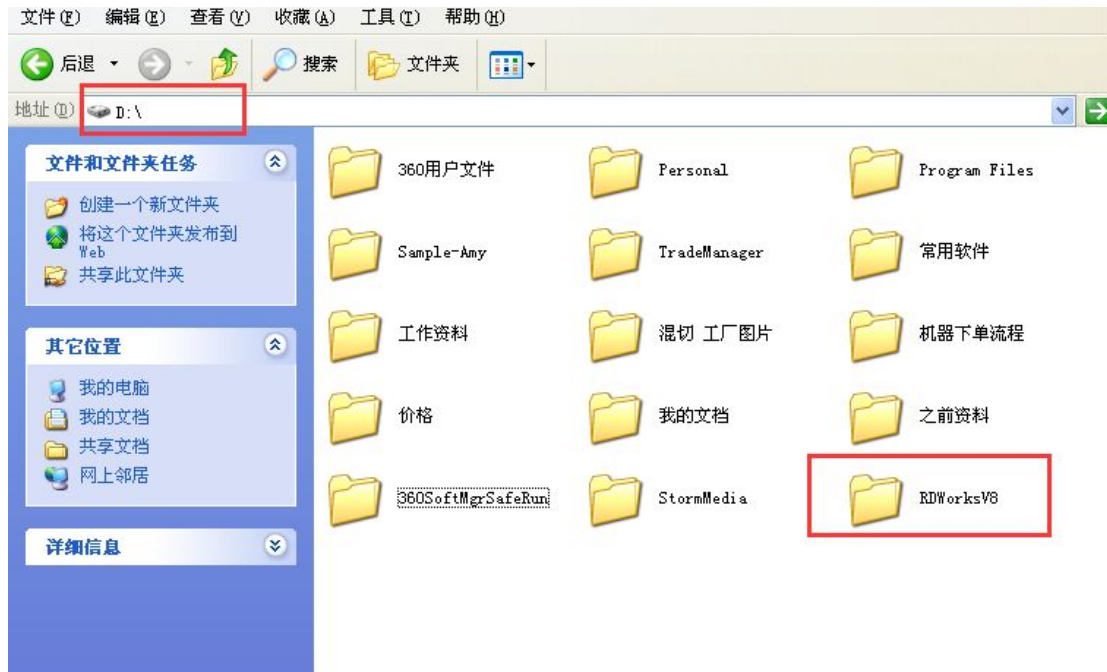 文件(F) 编辑(E) 查看(V) 收藏(A) 工具(T) 帮助(H)
后退 搜索 文件夹
地址(D) D:\
文件和文件夹任务
创建一个新文件夹
将这个文件夹发布到
Web
共享此文件夹
其它位置
我的电脑
我的文档
共享文档
网上邻居
详细信息
360用户文件 Personal Program Files
Sample-Amy TradeManager 常用软件
工作资料 混切 工厂图片 机器下单流程
价格 我的文档 之前资料
360SoftMgrSafeRun StormMedia RDWorksV8